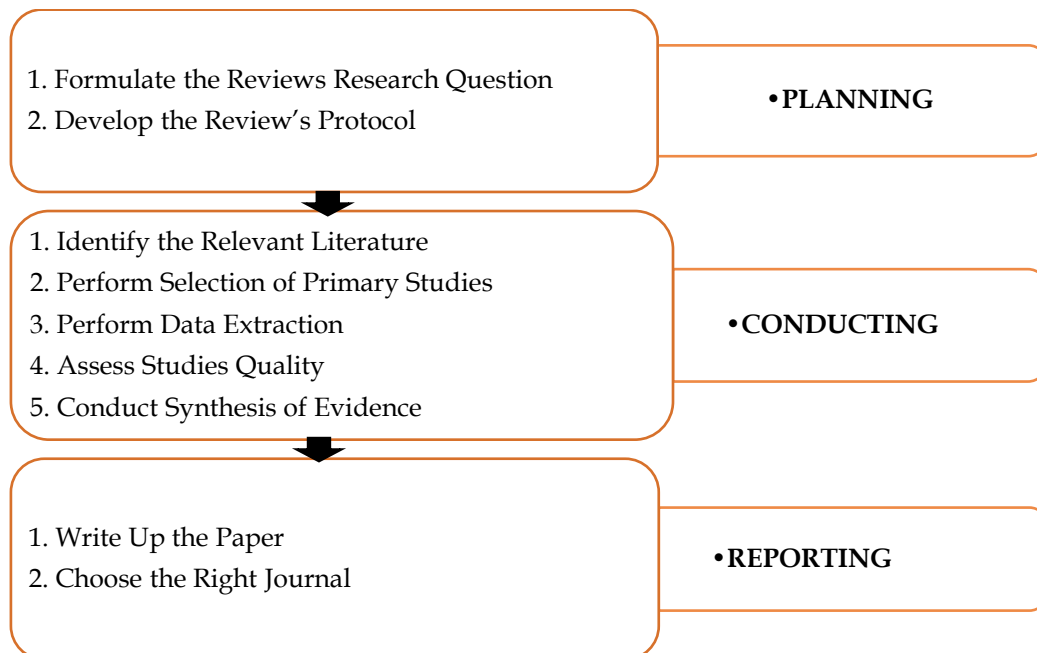 1. Formulate the Reviews Research Question
2. Develop the Review’s Protocol
•PLANNING
1. Identify the Relevant Literature
2. Perform Selection of Primary Studies
3. Perform Data Extraction
4. Assess Studies Quality
5. Conduct Synthesis of Evidence
•CONDUCTING
1. Write Up the Paper
2. Choose the Right Journal
•REPORTING